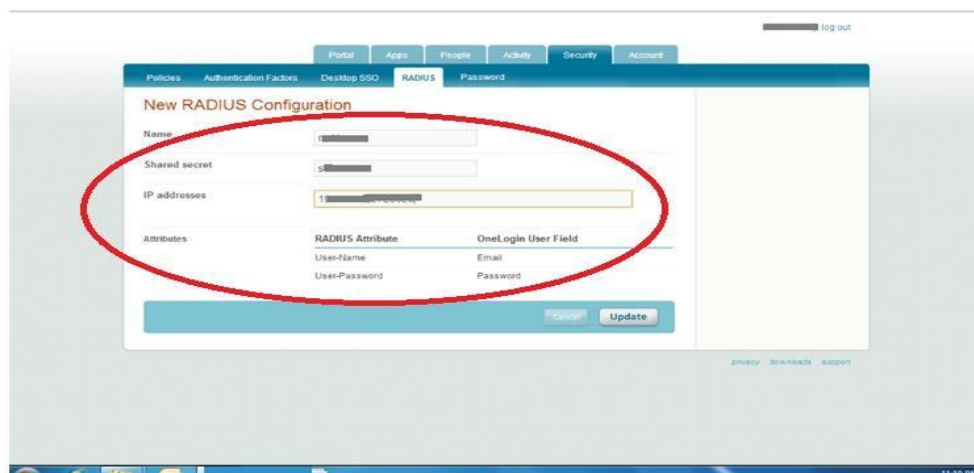 log out
Portal Apps People Activity Security Account
Policies Authentication Factors Desktop SSO RADIUS Password
New RADIUS Configuration
Name
Shared secret
IP addresses
Attributes RADIUS Attribute OneLogin User Field
User-Name Email
User-Password Password
Cancel Update
privacy downloads support